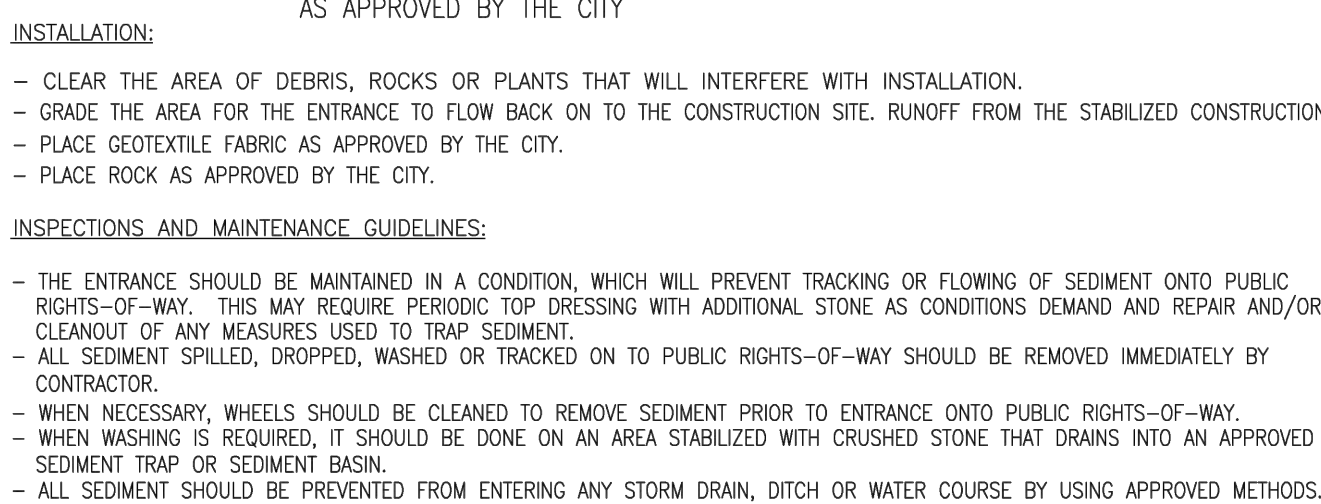 AS APPROVED BY THE CITY
INSTALLATION:
– CLEAR THE AREA OF DEBRIS, ROCKS OR PLANTS THAT WILL INTERFERE WITH INSTALLATION.
– GRADE THE AREA FOR THE ENTRANCE TO FLOW BACK ON TO THE CONSTRUCTION SITE. RUNOFF FROM THE STABILIZED CONSTRUCTION
– PLACE GEOTEXTILE FABRIC AS APPROVED BY THE CITY.
– PLACE ROCK AS APPROVED BY THE CITY.
INSPECTIONS AND MAINTENANCE GUIDELINES:
– THE ENTRANCE SHOULD BE MAINTAINED IN A CONDITION, WHICH WILL PREVENT TRACKING OR FLOWING OF SEDIMENT ONTO PUBLIC
RIGHTS–OF–WAY. THIS MAY REQUIRE PERIODIC TOP DRESSING WITH ADDITIONAL STONE AS CONDITIONS DEMAND AND REPAIR AND/OR
CLEANOUT OF ANY MEASURES USED TO TRAP SEDIMENT.
– ALL SEDIMENT SPILLED, DROPPED, WASHED OR TRACKED ON TO PUBLIC RIGHTS–OF–WAY SHOULD BE REMOVED IMMEDIATELY BY
CONTRACTOR.
– WHEN NECESSARY, WHEELS SHOULD BE CLEANED TO REMOVE SEDIMENT PRIOR TO ENTRANCE ONTO PUBLIC RIGHTS–OF–WAY.
– WHEN WASHING IS REQUIRED, IT SHOULD BE DONE ON AN AREA STABILIZED WITH CRUSHED STONE THAT DRAINS INTO AN APPROVED
SEDIMENT TRAP OR SEDIMENT BASIN.
– ALL SEDIMENT SHOULD BE PREVENTED FROM ENTERING ANY STORM DRAIN, DITCH OR WATER COURSE BY USING APPROVED METHODS.